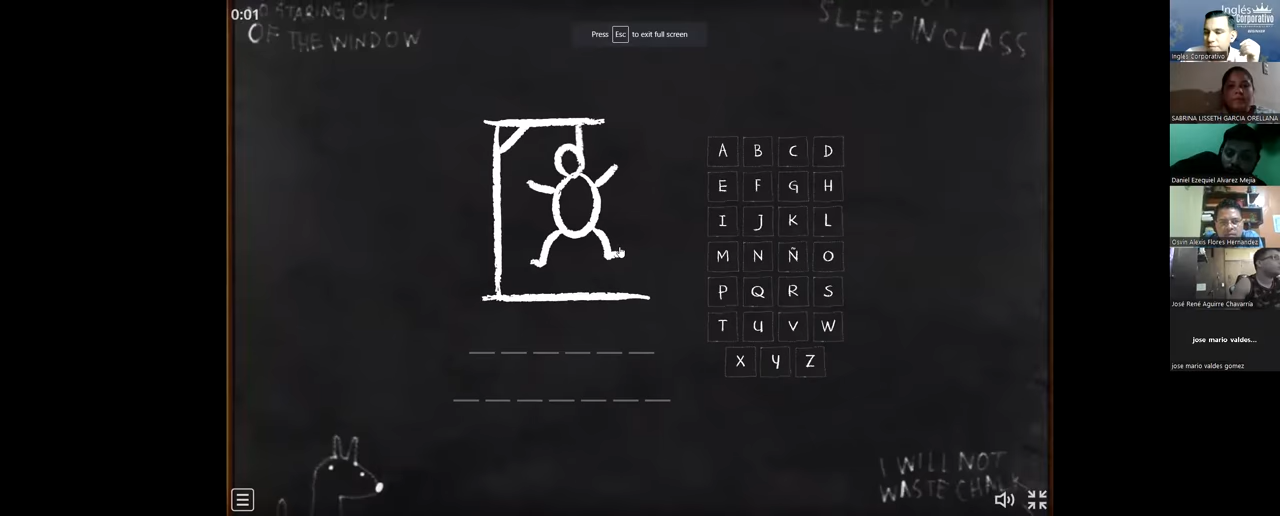 0:01
STARING OUT
OF THE WINDOW
SLEEP IN CLASS
Press Esc to exit full screen
A B C D
E F G H
I J K L
M N Ñ O
P Q R S
T U V W
X Y Z
I WILL NOT
WASTE CHALK
Inglés
Corporativo
Inglés Corporativo
SABRINA LISSETH GARCIA ORELLANA
Daniel Ezequiel Alvarez Mejia
Osvin Alexis Flores Hernandez
José René Aguirre Chavarría
jose mario valdes...
jose mario valdes gomez